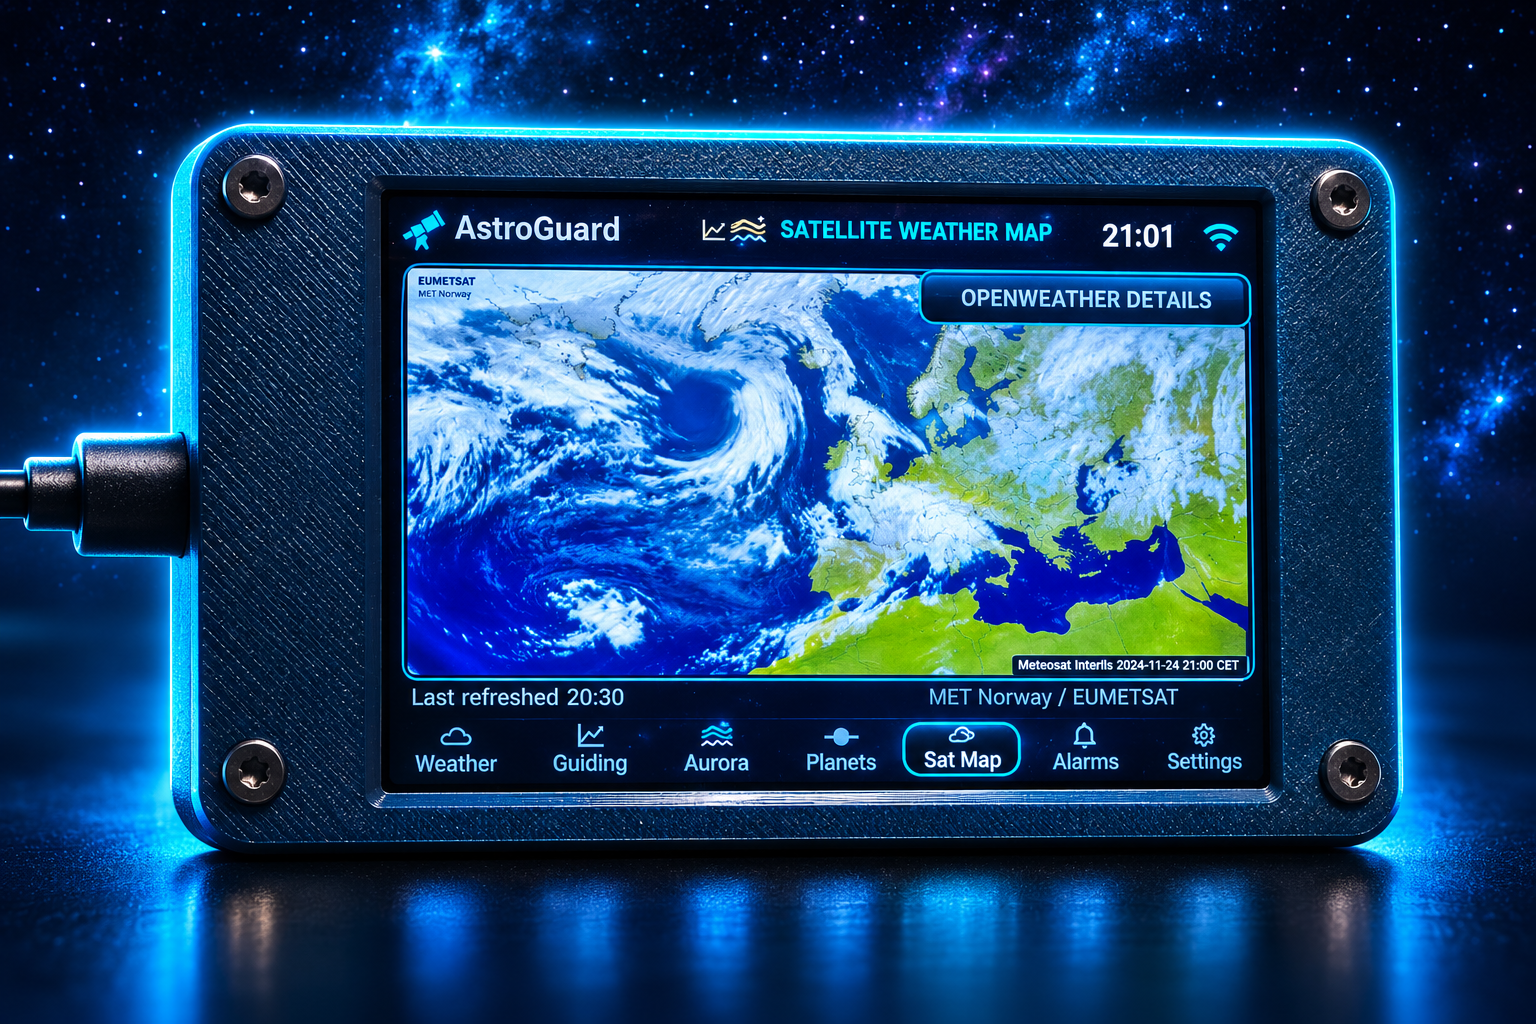 AstroGuard
SATELLITE WEATHER MAP
21:01
EUMETSAT
MET Norway
OPENWEATHER DETAILS
Meteosat Interlis 2024-11-24 21:00 CET
Last refreshed 20:30
MET Norway / EUMETSAT
Weather
Guiding
Aurora
Planets
Sat Map
Alarms
Settings